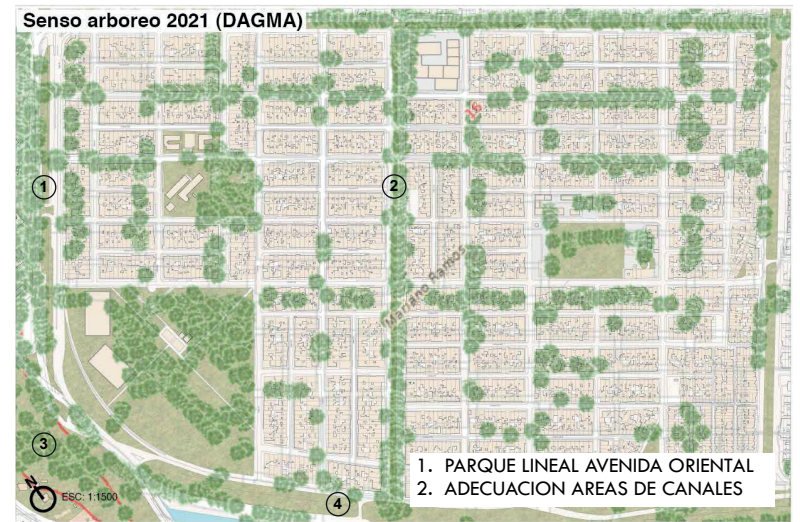 Senso arboreo 2021 (DAGMA)
16
1
2
Mariano Ramos
3
N
ESC: 1:1500
4
1. PARQUE LINEAL AVENIDA ORIENTAL
2. ADECUACION AREAS DE CANALES